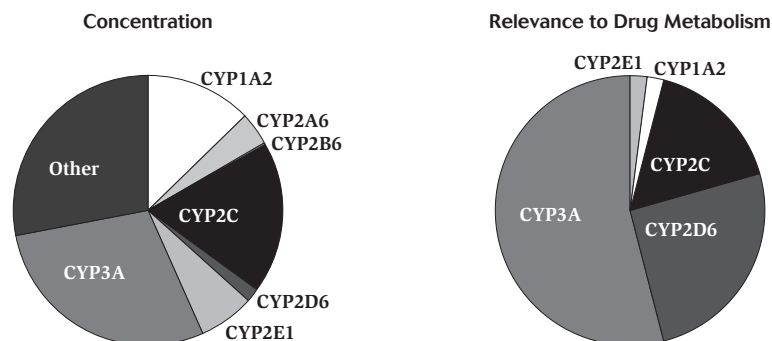 Concentration
CYP1A2
CYP2A6
CYP2B6
Other
CYP2C
CYP3A
CYP2D6
CYP2E1
Relevance to Drug Metabolism
CYP2E1
CYP1A2
CYP2C
CYP3A
CYP2D6